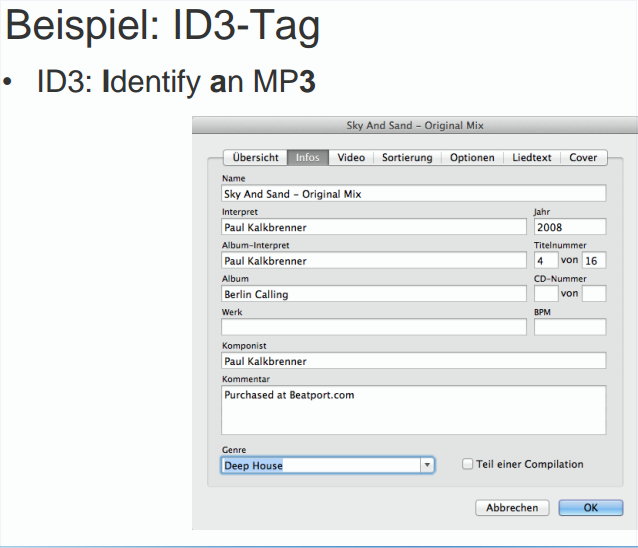 Beispiel: ID3-Tag
• ID3: Identify an MP3
Sky And Sand – Original Mix
Übersicht Infos Video Sortierung Optionen Liedtext Cover
Name
Sky And Sand – Original Mix
Interpret Jahr
Paul Kalkbrenner 2008
Album-Interpret Titelnummer
Paul Kalkbrenner 4 von 16
Album CD-Nummer
Berlin Calling von
Werk BPM
Komponist
Paul Kalkbrenner
Kommentar
Purchased at Beatport.com
Genre
Deep House Teil einer Compilation
Abbrechen OK